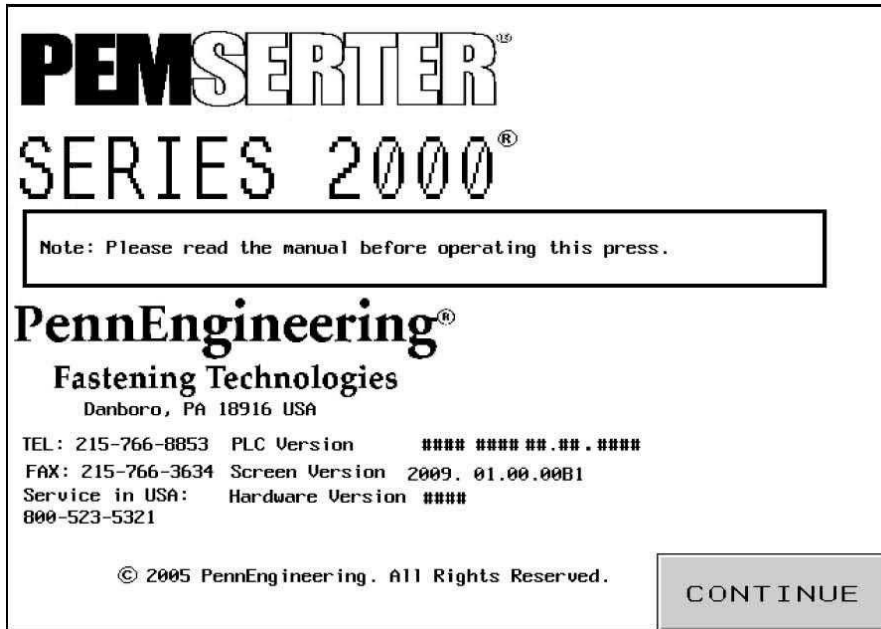 PEMSERTER®
SERIES 2000®
Note: Please read the manual before operating this press.
PennEngineering®
Fastening Technologies
Danboro, PA 18916 USA
TEL: 215-766-8853 PLC Version #### #### ##.##.####
FAX: 215-766-3634 Screen Version 2009. 01.00.00B1
Service in USA: Hardware Version ####
800-523-5321
© 2005 PennEngineering. All Rights Reserved.
CONTINUE